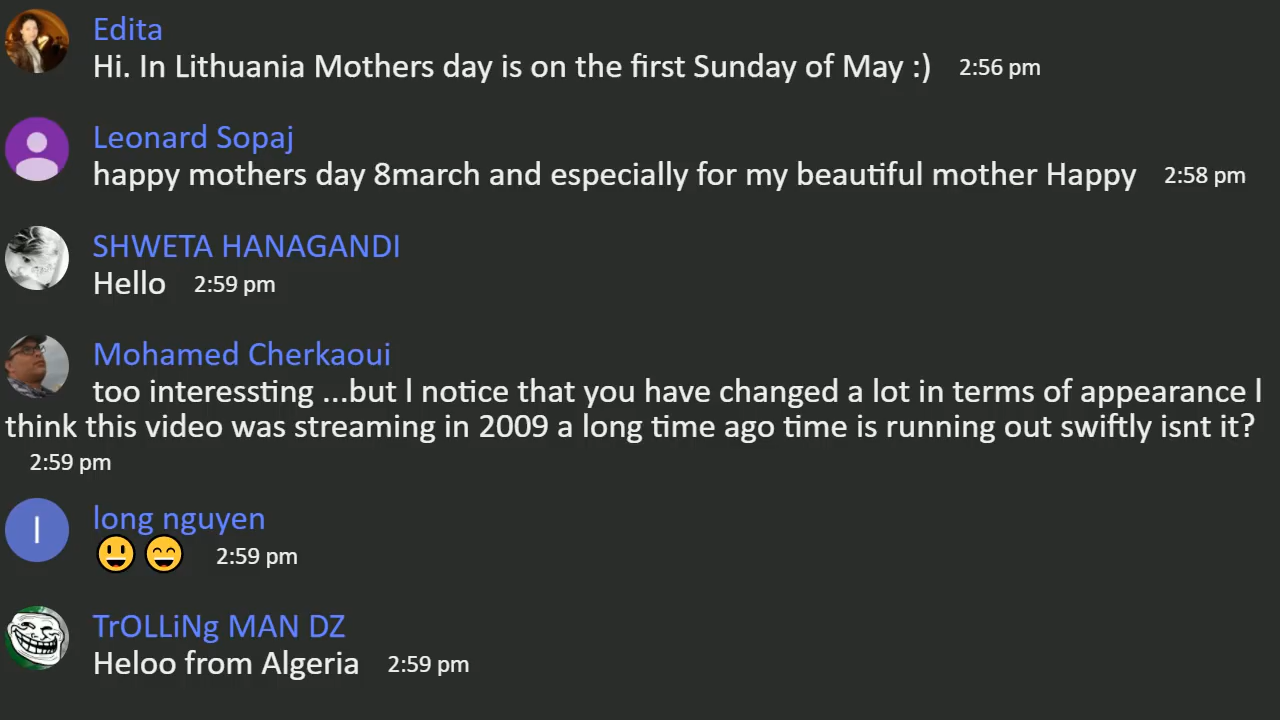 Edita
Hi. In Lithuania Mothers day is on the first Sunday of May :) 2:56 pm
Leonard Sopaj
happy mothers day 8march and especially for my beautiful mother Happy 2:58 pm
SHWETA HANAGANDI
Hello 2:59 pm
Mohamed Cherkaoui
too interessting ...but l notice that you have changed a lot in terms of appearance l
think this video was streaming in 2009 a long time ago time is running out swiftly isnt it?
2:59 pm
l
long nguyen
😃 😄 2:59 pm
TrOLLiNg MAN DZ
Heloo from Algeria 2:59 pm